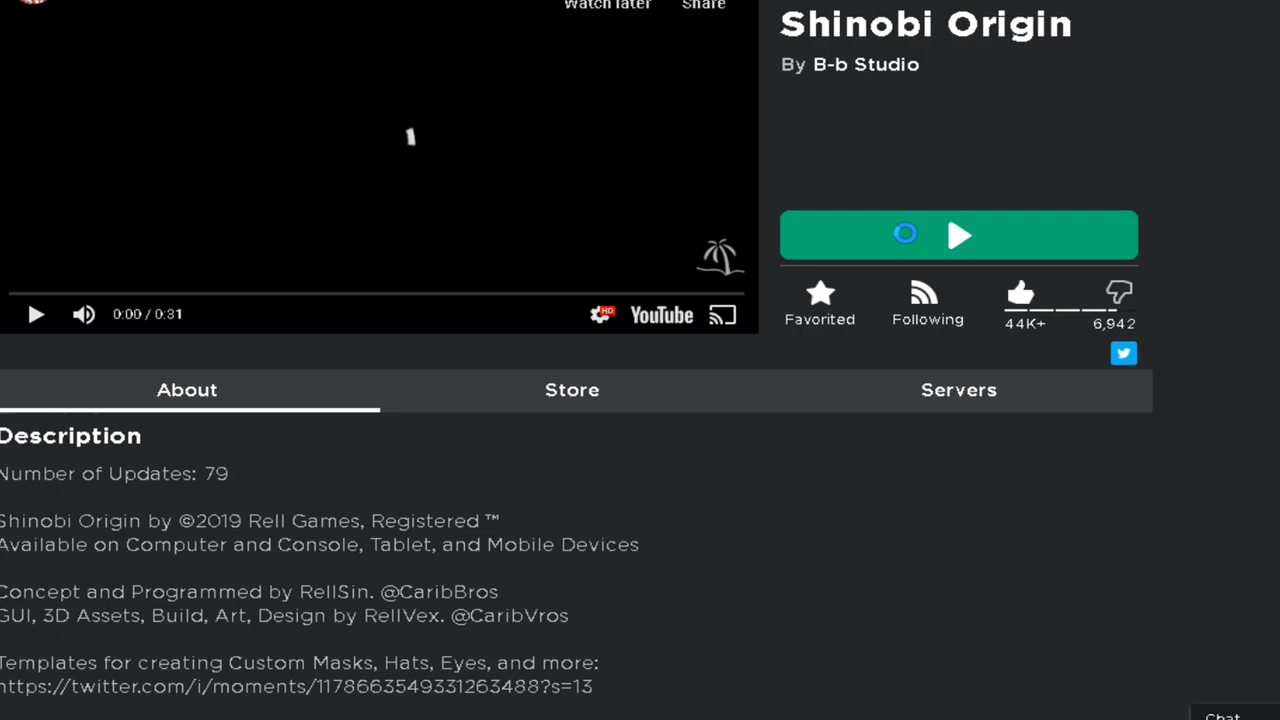 Watch later Share
Shinobi Origin
By B-b Studio
0:00 / 0:31
HD
YouTube
Favorited
Following
44K+
6,942
About
Store
Servers
Description
Number of Updates: 79
Shinobi Origin by ©2019 Rell Games, Registered ™
Available on Computer and Console, Tablet, and Mobile Devices
Concept and Programmed by RellSin. @CaribBros
GUI, 3D Assets, Build, Art, Design by RellVex. @CaribVros
Templates for creating Custom Masks, Hats, Eyes, and more:
https://twitter.com/i/moments/1178663549331263488?s=13
Chat